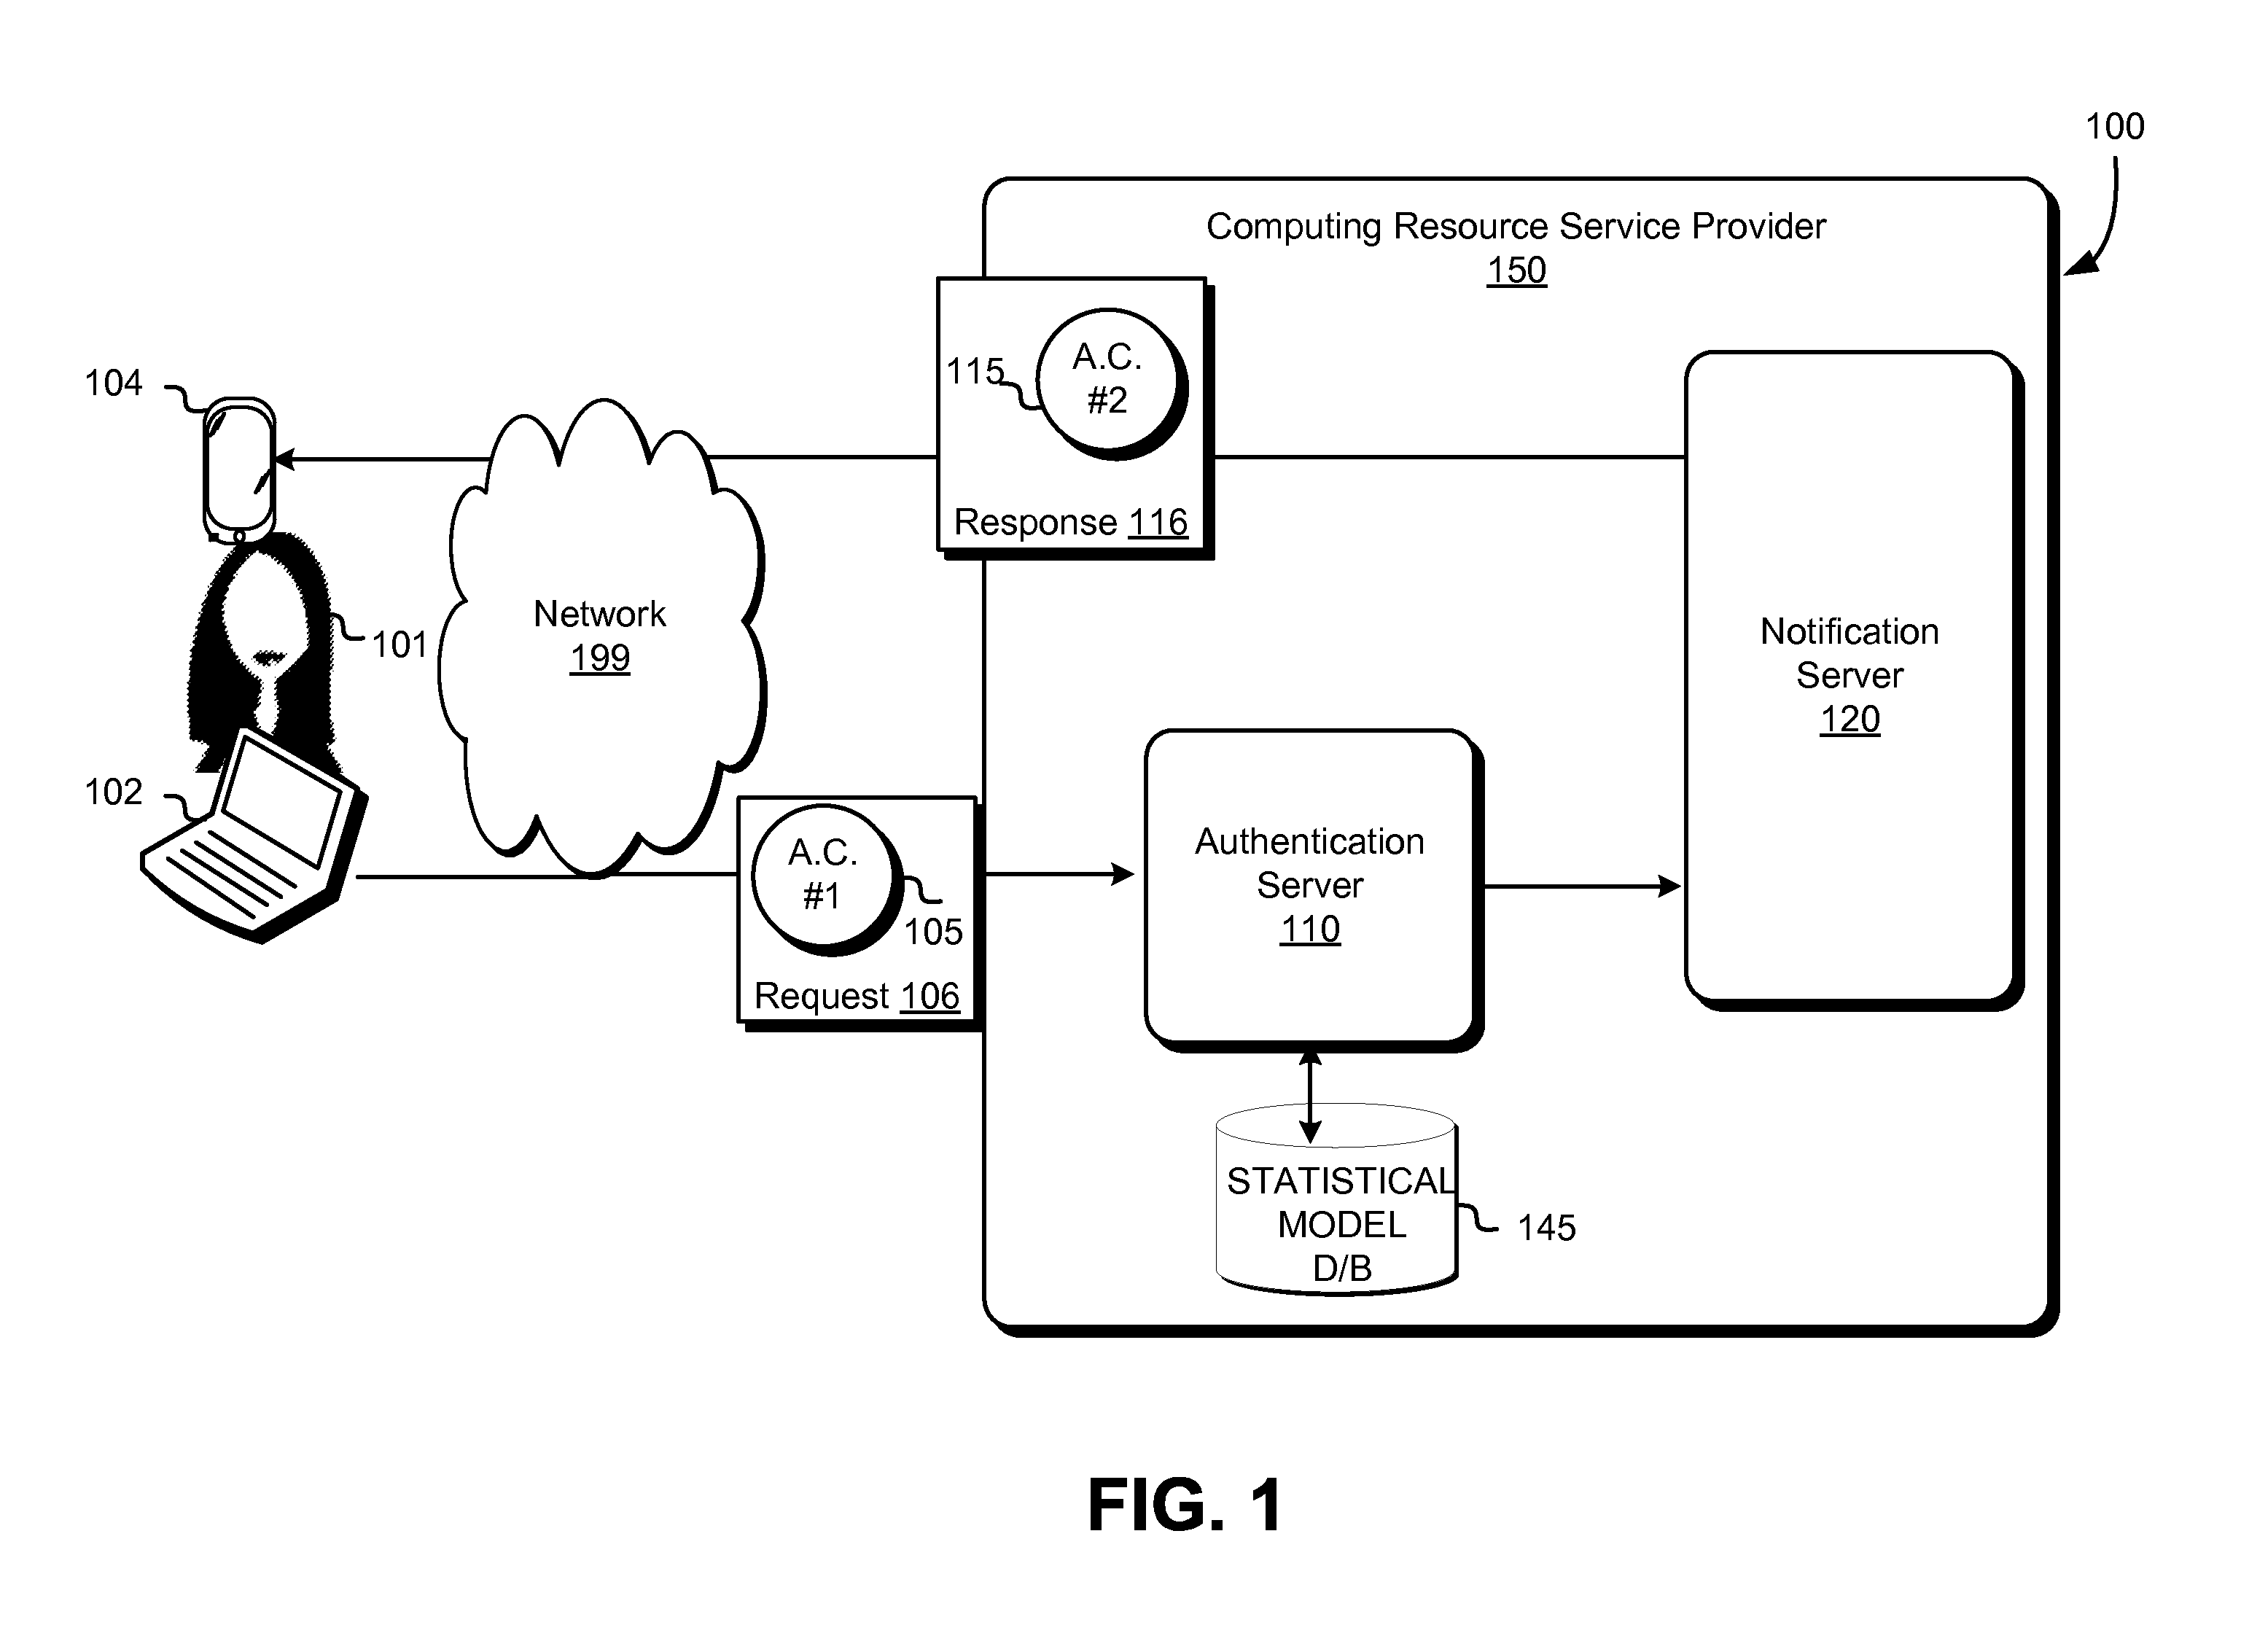 100
Computing Resource Service Provider
150
A.C.
#2
115
Response 116
104
101
102
Network
199
A.C.
#1
105
Request 106
Authentication
Server
110
Notification
Server
120
STATISTICAL
MODEL
D/B
145
FIG. 1